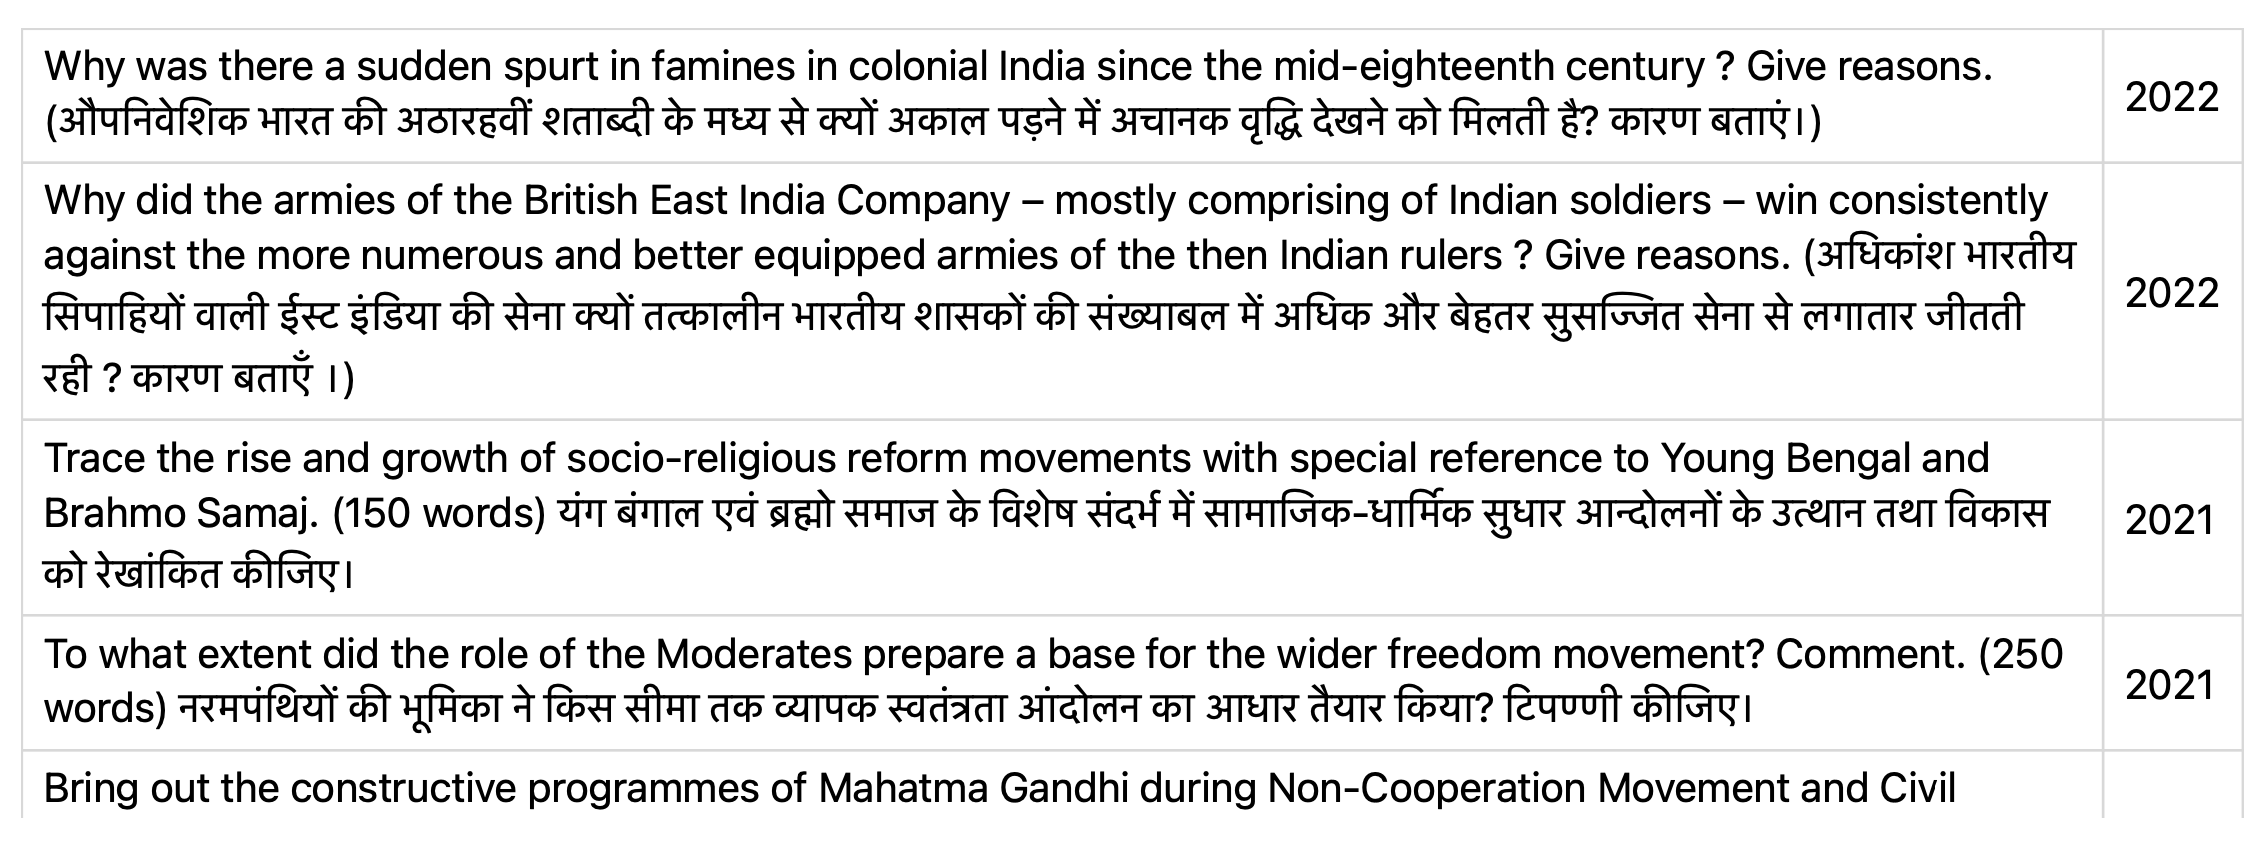 Why was there a sudden spurt in famines in colonial India since the mid-eighteenth century ? Give reasons.
(औपनिवेशिक भारत की अठारहवीं शताब्दी के मध्य से क्यों अकाल पड़ने में अचानक वृद्धि देखने को मिलती है? कारण बताएं।)
2022
Why did the armies of the British East India Company – mostly comprising of Indian soldiers – win consistently
against the more numerous and better equipped armies of the then Indian rulers ? Give reasons. (अधिकांश भारतीय
सिपाहियों वाली ईस्ट इंडिया की सेना क्यों तत्कालीन भारतीय शासकों की संख्याबल में अधिक और बेहतर सुसज्जित सेना से लगातार जीतती
रही ? कारण बताएँ ।)
2022
Trace the rise and growth of socio-religious reform movements with special reference to Young Bengal and
Brahmo Samaj. (150 words) यंग बंगाल एवं ब्रह्मो समाज के विशेष संदर्भ में सामाजिक-धार्मिक सुधार आन्दोलनों के उत्थान तथा विकास
को रेखांकित कीजिए।
2021
To what extent did the role of the Moderates prepare a base for the wider freedom movement? Comment. (250
words) नरमपंथियों की भूमिका ने किस सीमा तक व्यापक स्वतंत्रता आंदोलन का आधार तैयार किया? टिपण्णी कीजिए।
2021
Bring out the constructive programmes of Mahatma Gandhi during Non-Cooperation Movement and Civil